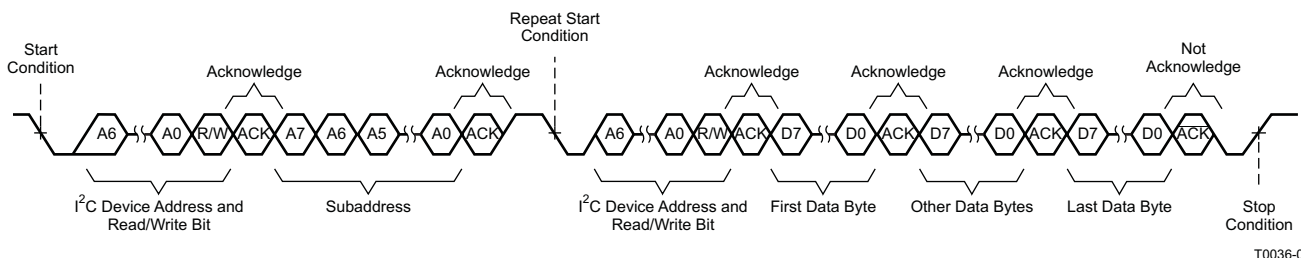 Repeat Start
Condition
Start
Condition
Not
Acknowledge
Acknowledge
Acknowledge
Acknowledge
Acknowledge
Acknowledge
A6
A0
R/W
ACK
A7
A6
A5
A0
ACK
A6
A0
R/W
ACK
D7
D0
ACK
D7
D0
ACK
D7
D0
ACK
I²C Device Address and
Read/Write Bit
Subaddress
I²C Device Address and
Read/Write Bit
First Data Byte
Other Data Bytes
Last Data Byte
Stop
Condition
T0036-0